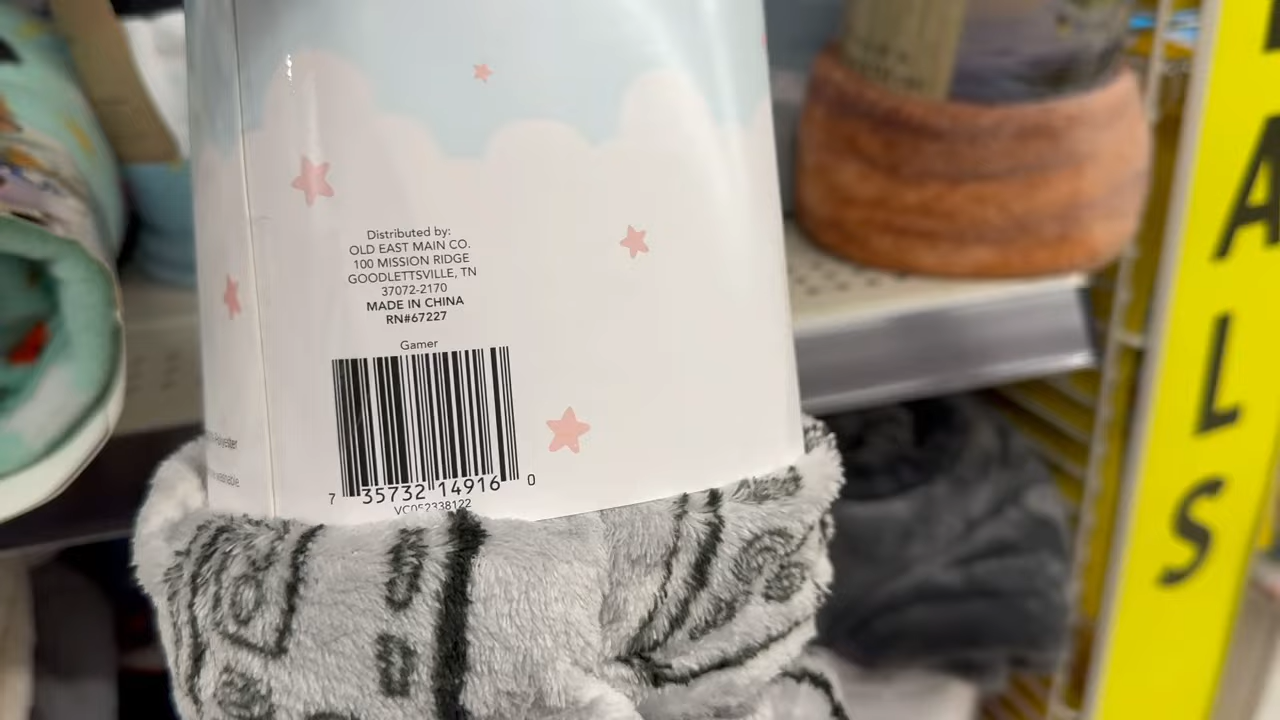 Distributed by:
OLD EAST MAIN CO.
100 MISSION RIDGE
GOODLETTSVILLE, TN
37072-2170
MADE IN CHINA
RN#67227
Gamer
7 35732 14916 0
VC052338122
A
L
S